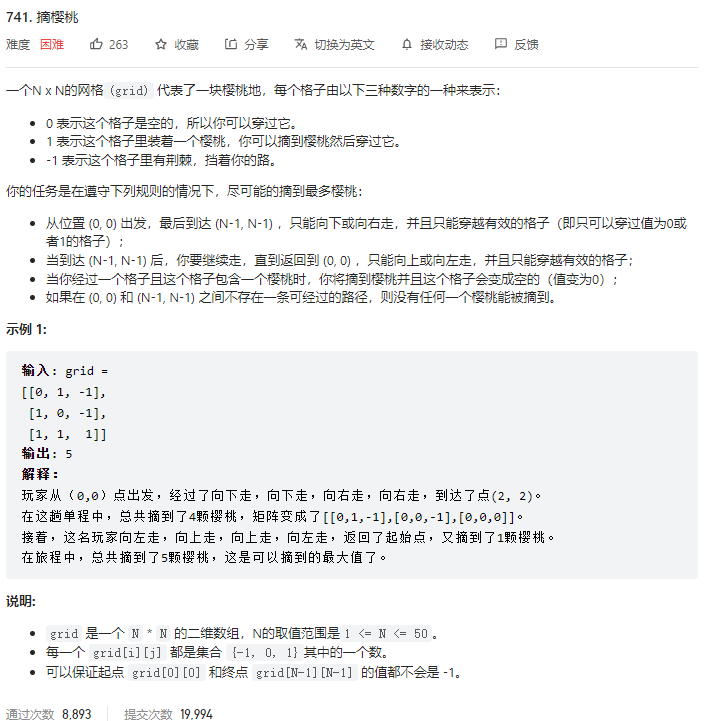 741. 摘樱桃
难度 困难 263 收藏 分享 切换为英文 接收动态 反馈
一个N x N的网格 (grid) 代表了一块樱桃地，每个格子由以下三种数字的一种来表示：
0 表示这个格子是空的，所以你可以穿过它。
1 表示这个格子里装着一个樱桃，你可以摘到樱桃然后穿过它。
-1 表示这个格子里有荆棘，挡着你的路。
你的任务是在遵守下列规则的情况下，尽可能的摘到最多樱桃：
从位置 (0, 0) 出发，最后到达 (N-1, N-1) ，只能向下或向右走，并且只能穿越有效的格子（即只可以穿过值为0或
者1的格子）；
当到达 (N-1, N-1) 后，你要继续走，直到返回到 (0, 0) ，只能向上或向左走，并且只能穿越有效的格子；
当你经过一个格子且这个格子包含一个樱桃时，你将摘到樱桃并且这个格子会变成空的（值变为0）；
如果在 (0, 0) 和 (N-1, N-1) 之间不存在一条可经过的路径，则没有任何一个樱桃能被摘到。
示例 1:
输入: grid =
[[0, 1, -1],
[1, 0, -1],
[1, 1, 1]]
输出: 5
解释：
玩家从（0,0）点出发，经过了向下走，向下走，向右走，向右走，到达了点(2, 2)。
在这趟单程中，总共摘到了4颗樱桃，矩阵变成了[[0,1,-1],[0,0,-1],[0,0,0]]。
接着，这名玩家向左走，向上走，向上走，向左走，返回了起始点，又摘到了1颗樱桃。
在旅程中，总共摘到了5颗樱桃，这是可以摘到的最大值了。
说明:
grid 是一个 N * N 的二维数组，N的取值范围是 1 <= N <= 50 。
每一个 grid[i][j] 都是集合 {-1, 0, 1} 其中的一个数。
可以保证起点 grid[0][0] 和终点 grid[N-1][N-1] 的值都不会是 -1。
通过次数 8,893 提交次数 19,994